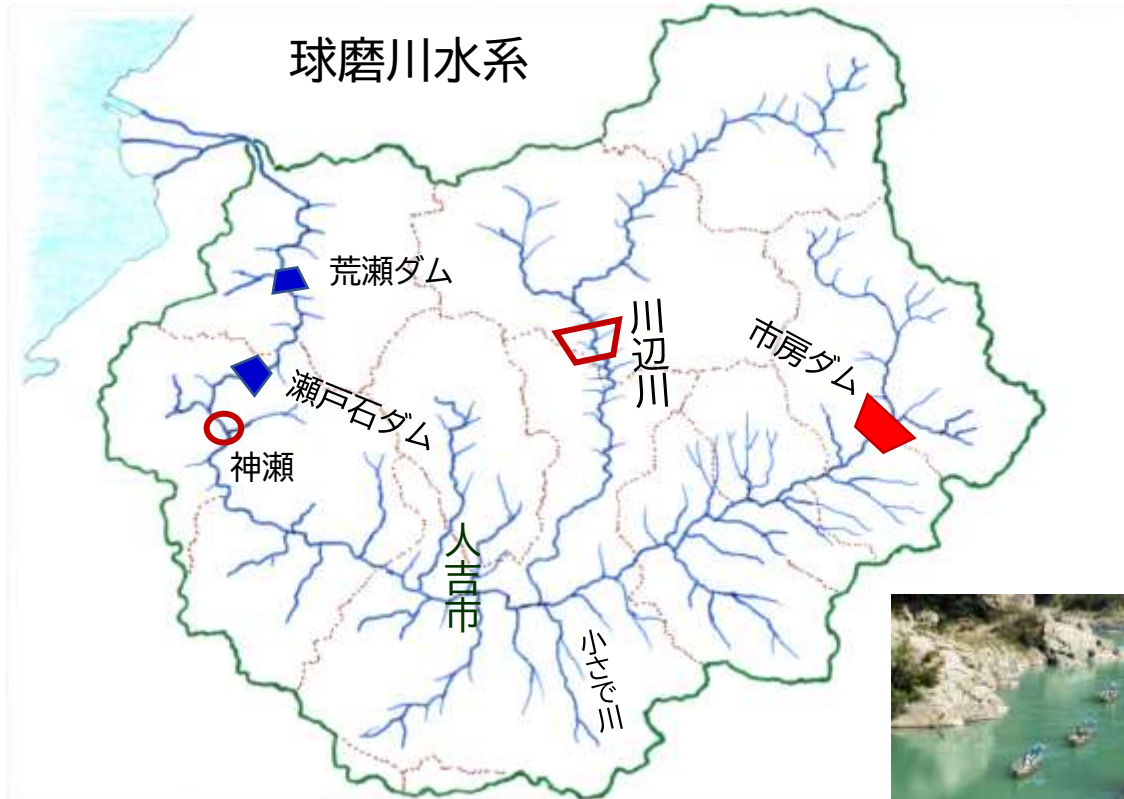 球磨川水系
荒瀬ダム
川辺川
市房ダム
瀬戸石ダム
神瀬
人吉市
小さで川